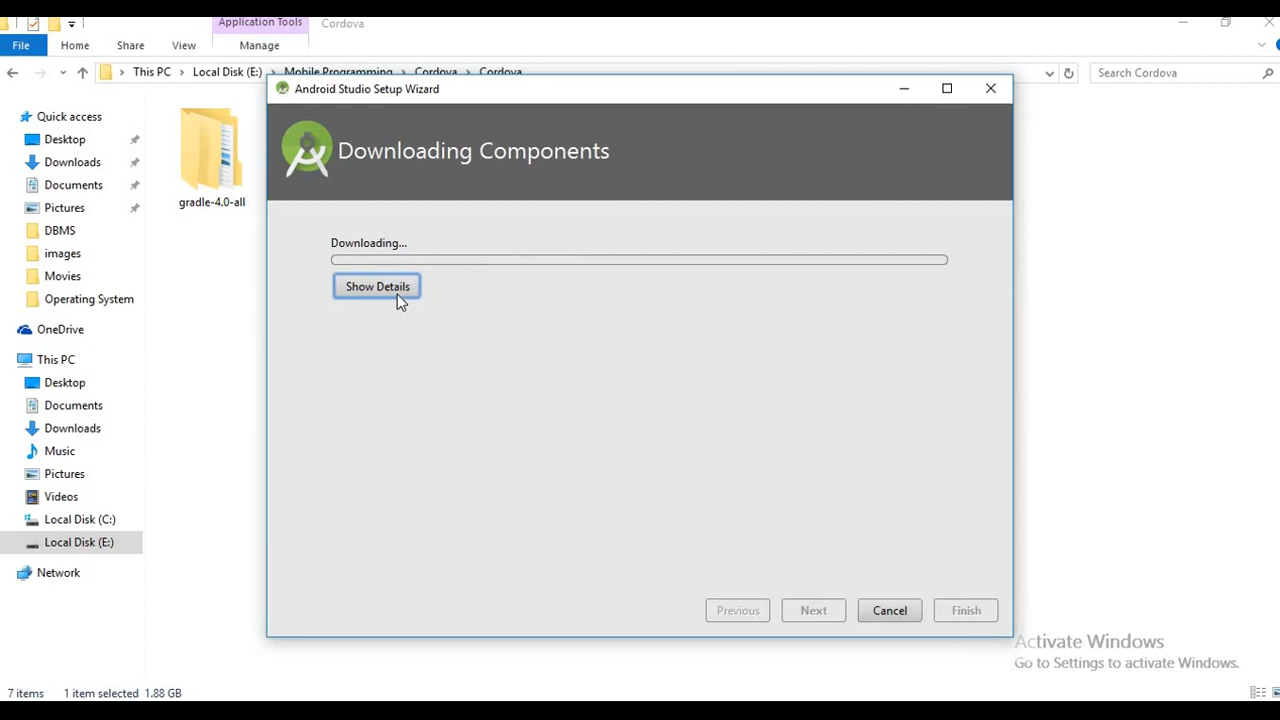 Application Tools
Cordova
File
Home
Share
View
Manage
This PC
Local Disk (E:)
Mobile Programming
Cordova
Cordova
Search Cordova
Android Studio Setup Wizard
Downloading Components
Quick access
Desktop
Downloads
Documents
Pictures
DBMS
images
Movies
Operating System
OneDrive
This PC
Desktop
Documents
Downloads
Music
Pictures
Videos
Local Disk (C:)
Local Disk (E:)
Network
gradle-4.0-all
Downloading...
Show Details
Previous
Next
Cancel
Finish
Activate Windows
Go to Settings to activate Windows.
7 items
1 item selected 1.88 GB